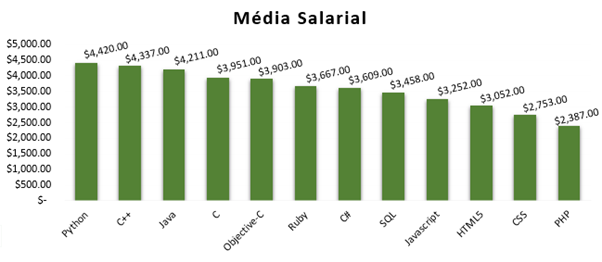 Média Salarial
$5,000.00
$4,500.00
$4,000.00
$3,500.00
$3,000.00
$2,500.00
$2,000.00
$1,500.00
$1,000.00
$500.00
$-
$4,420.00
$4,337.00
$4,211.00
$3,951.00
$3,903.00
$3,667.00
$3,609.00
$3,458.00
$3,252.00
$3,052.00
$2,753.00
$2,387.00
Python
C++
Java
C
Objective-C
Ruby
C#
SQL
Javascript
HTML5
CSS
PHP